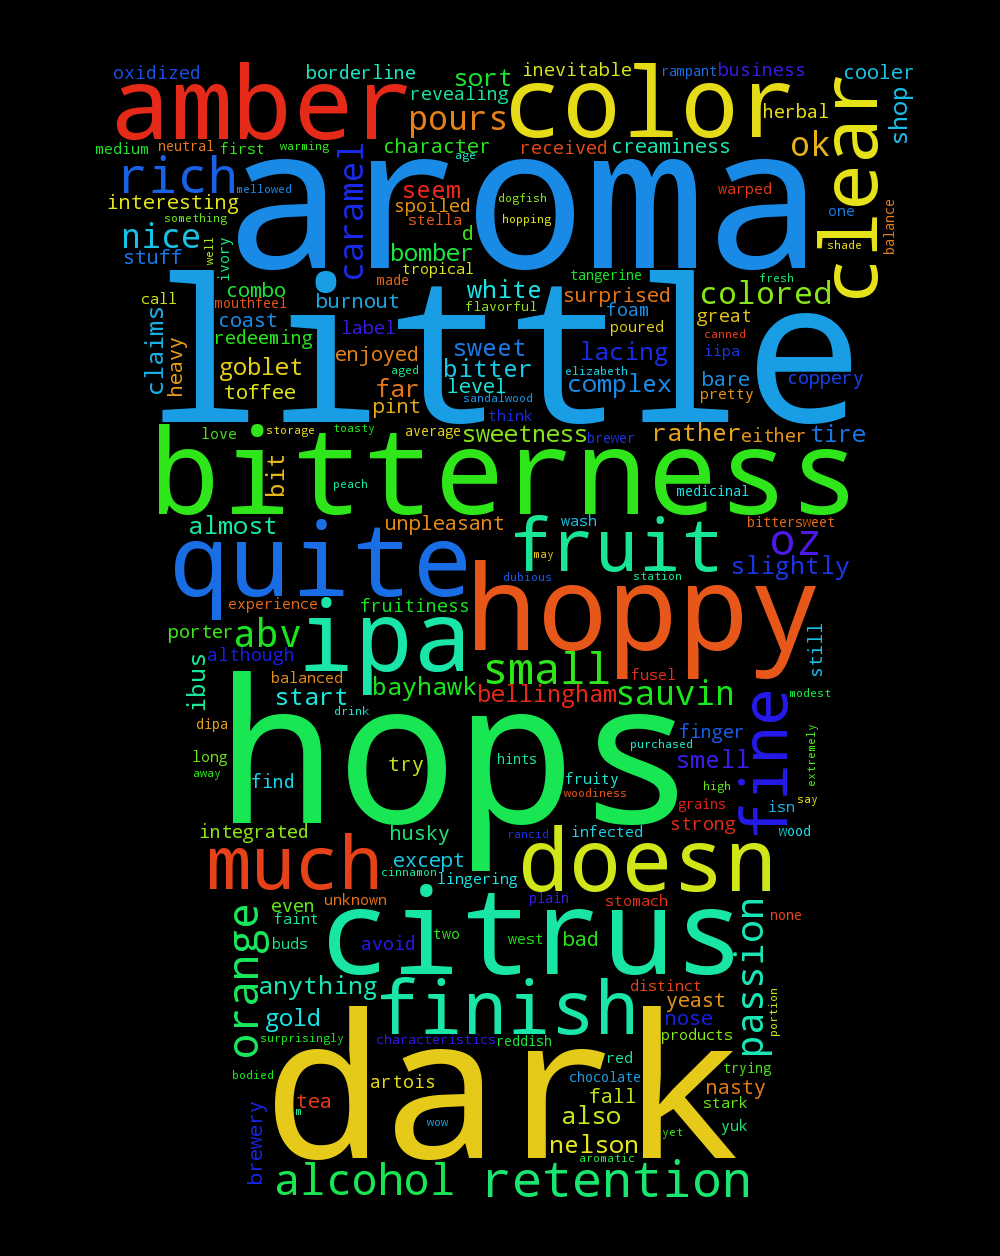 oxidized borderline sort inevitable rampant business cooler
amber revealing color clear shop
pours herbal
medium neutral first warming character received creaminess ok
age
rich mellowed aroma caramel seem dogfish warped
interesting spoiled one balance
something stella hopping
nice well ivory d shade
stuff bomber
tropical
combo made white tangerine fresh
call mouthfeel burnout flavorful surprised colored
claims coast label foam great
redeeming poured canned
heavy little enjoyed sweet lacing iipa
goblet aged bitter elizabeth bare coppery
toffee far level complex pretty
sandalwood
pint think
love storage toasty average sweetness brewer rather either tire
bitterness
bit peach medicinal
almost unpleasant wash bittersweet
quite fruit oz
may slightly
dubious station
experience fruitiness hoppy
porter abv ipa still
although
ibus balanced small fusel
start bayhawk bellingham sauvin modest
drink
dipa hops fine finger extremely
long try hints purchased smell
away find fruity high
woodiness say
grains isn
integrated husky rancid infected strong wood
much except doesn
cinnamon lingering
unknown plain stomach
orange even citrus passion none
faint
buds avoid two west bad
anything distinct
finish yeast portion
gold nose
surprisingly characteristics reddish products
dark red
bodied artois chocolate trying
nasty
tea fall stark
m
brewery wow also yuk
yet
nelson
aromatic
alcohol retention